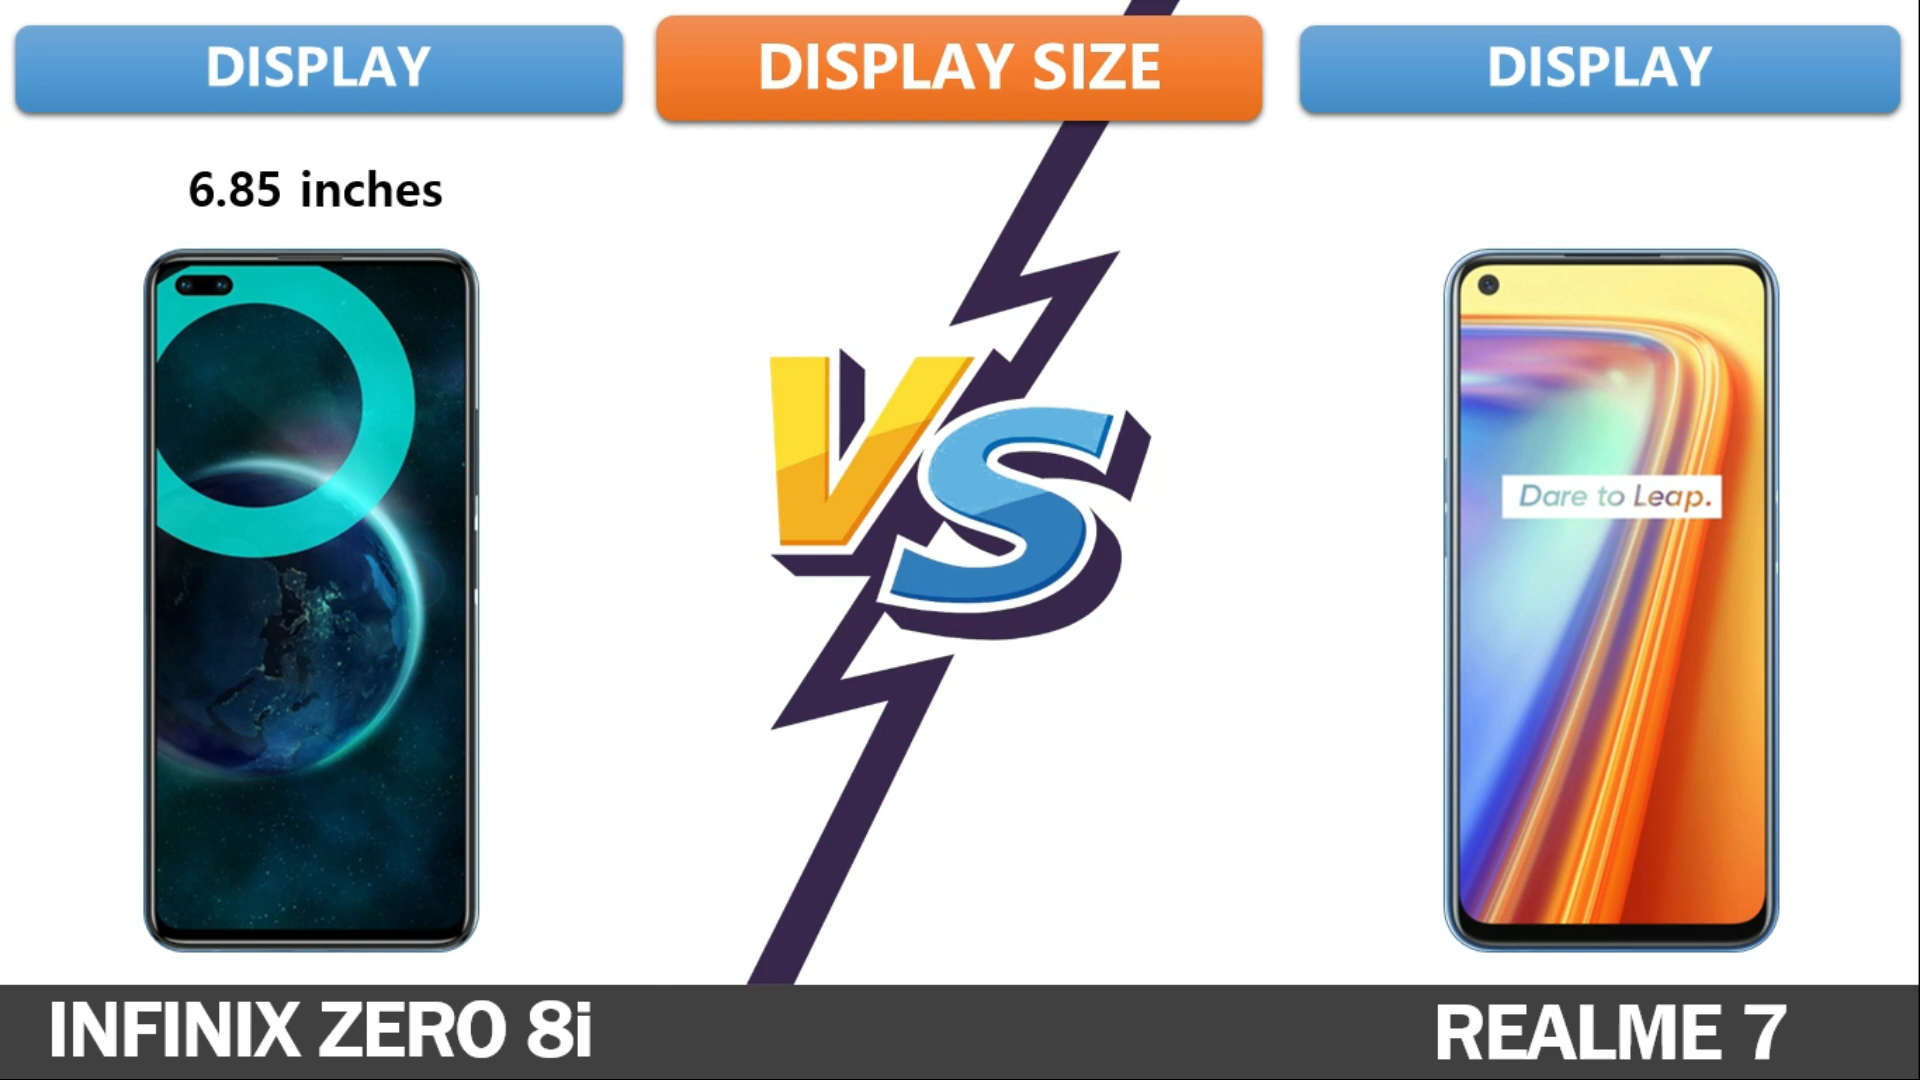 DISPLAY
DISPLAY SIZE
DISPLAY
6.85 inches
VS
Dare to Leap.
INFINIX ZERO 8i
REALME 7